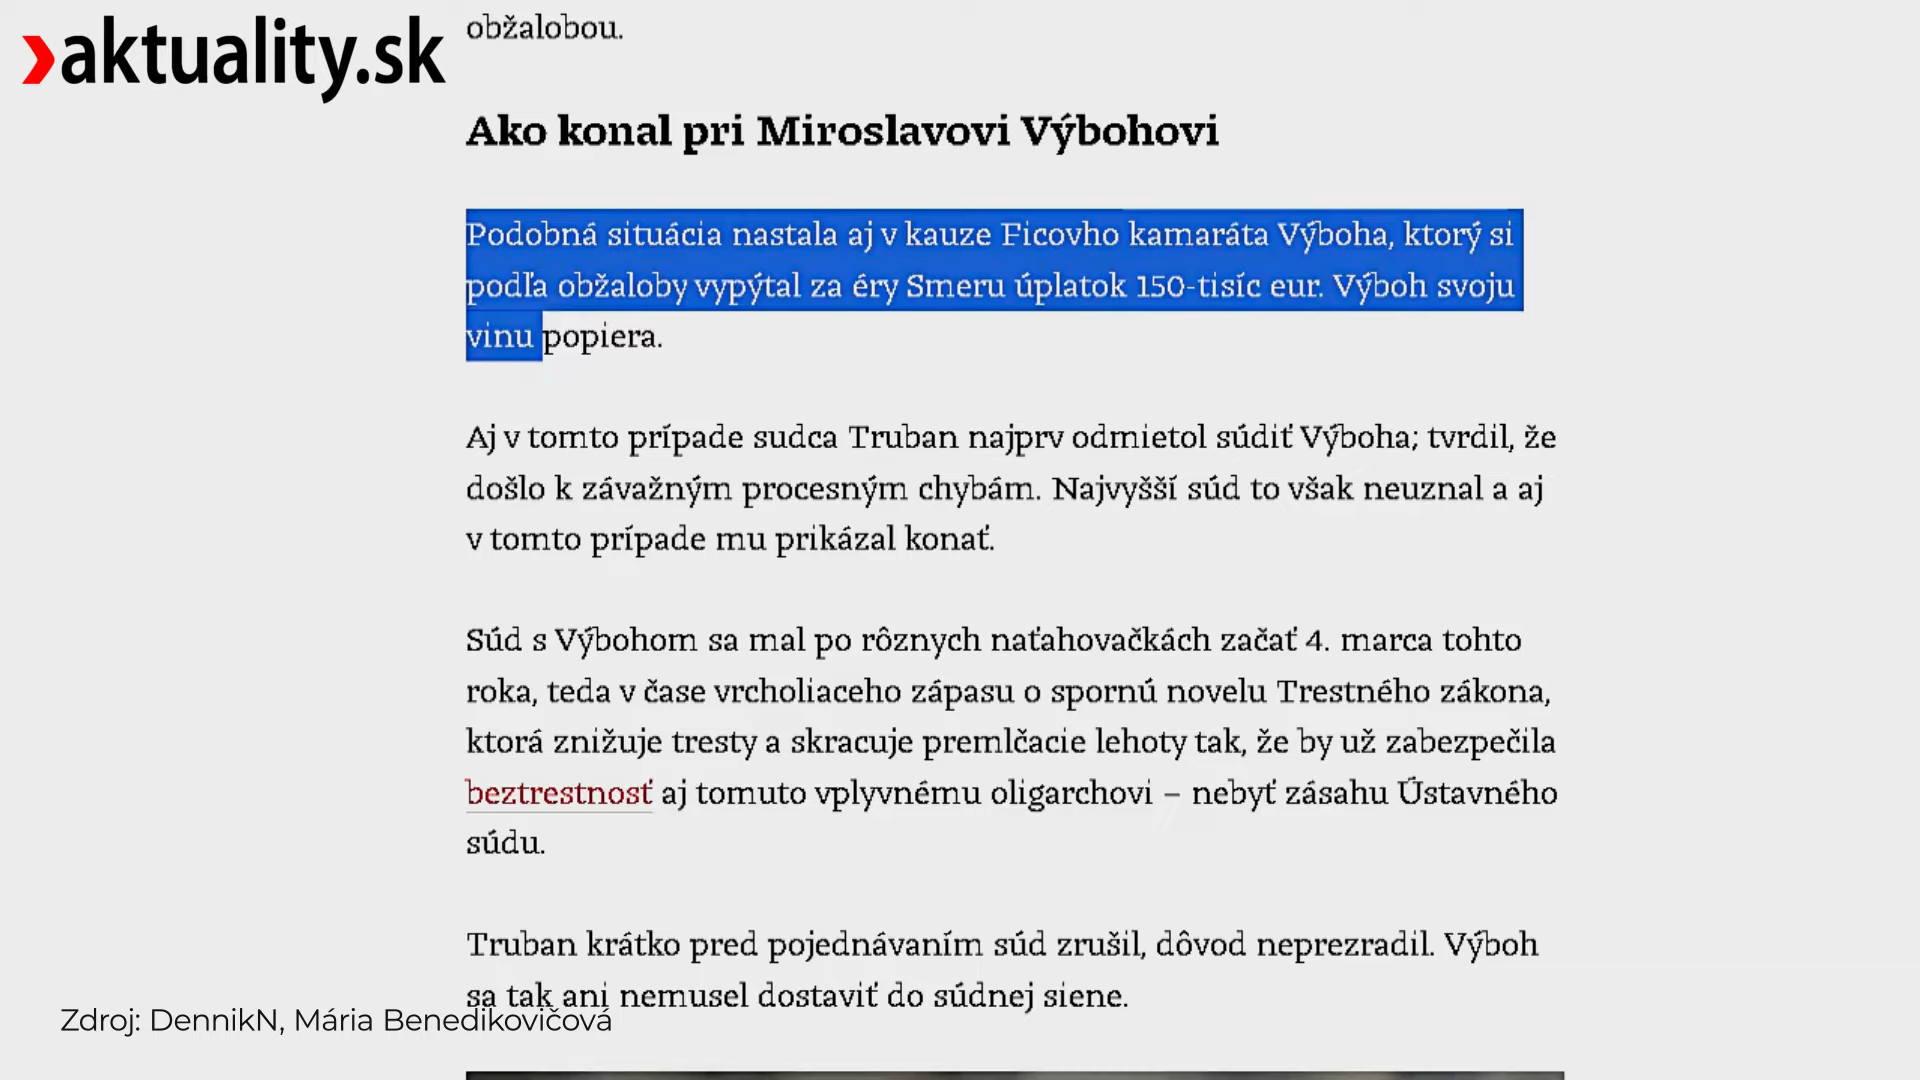 aktuality.sk
obžalobou.
Ako konal pri Miroslavovi Výbohovi
Podobná situácia nastala aj v kauze Ficovho kamaráta Výboha, ktorý si
podľa obžaloby vypýtal za éry Smeru úplatok 150-tisíc eur. Výboh svoju
vinu popiera.
Aj v tomto prípade sudca Truban najprv odmietol súdiť Výboha; tvrdil, že
došlo k závažným procesným chybám. Najvyšší súd to však neuznal a aj
v tomto prípade mu prikázal konať.
Súd s Výbohom sa mal po rôznych naťahovačkách začať 4. marca tohto
roka, teda v čase vrcholiaceho zápasu o spornú novelu Trestného zákona,
ktorá znižuje tresty a skracuje premlčacie lehoty tak, že by už zabezpečila
beztrestnosť aj tomuto vplyvnému oligarchovi – nebyť zásahu Ústavného
súdu.
Truban krátko pred pojednávaním súd zrušil, dôvod neprezradil. Výboh
sa tak ani nemusel dostaviť do súdnej siene.
Zdroj: DennikN, Mária Benedikovičová